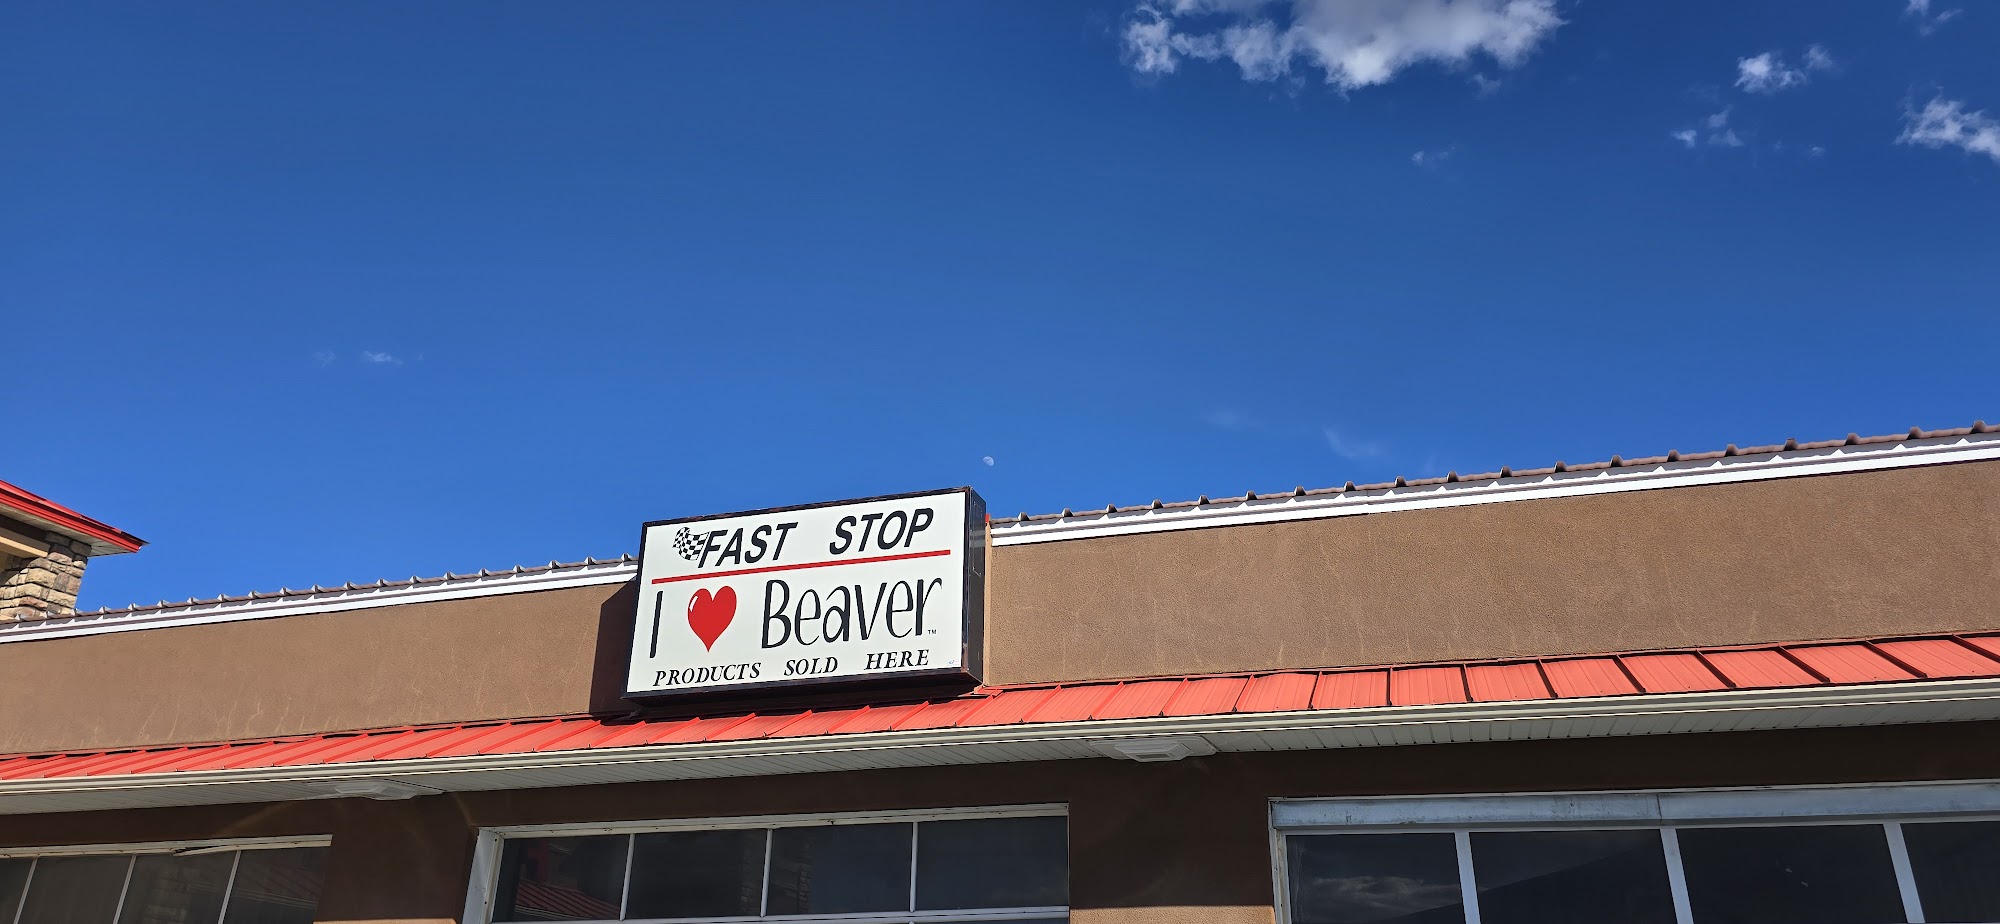 FAST STOP
I ❤ Beaver™
PRODUCTS SOLD HERE